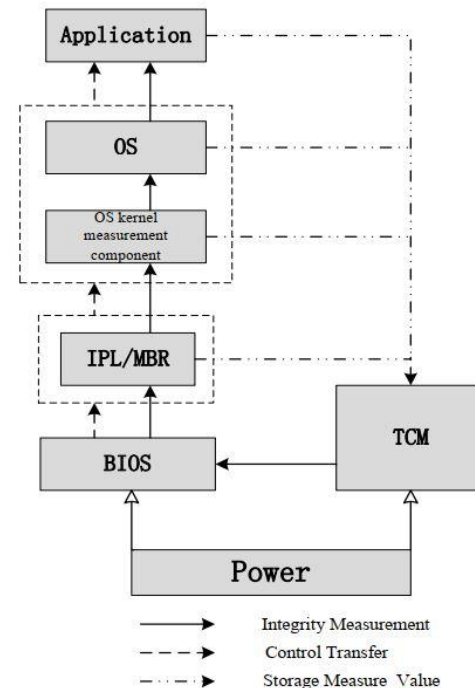 Application
OS
OS kernel
measurement
component
IPL/MBR
TCM
BIOS
Power
Integrity Measurement
Control Transfer
Storage Measure Value